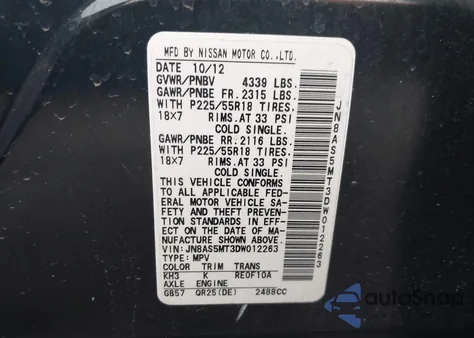 MFD. BY NISSAN MOTOR CO., LTD.
DATE 10/12
GVWR/PNBV 4339 LBS.
GAWR/PNBE FR. 2315 LBS.
WITH P225/55R18 TIRES,
18×7 RIMS. AT 33 PSI
COLD SINGLE.
GAWR/PNBE RR. 2116 LBS.
WITH P225/55R18 TIRES,
18×7 RIMS. AT 33 PSI
COLD SINGLE.
THIS VEHICLE CONFORMS
TO ALL APPLICABLE FED-
ERAL MOTOR VEHICLE SA-
FETY AND THEFT PREVEN-
TION STANDARDS IN EFF-
ECT ON THE DATE OF MA-
NUFACTURE SHOWN ABOVE.
VIN: JN8AS5MT3DW012263
TYPE: MPV
COLOR TRIM TRANS
KH3 K RE0F10A
AXLE ENGINE
GB57 QR25(DE) 2488CC
JN8AS5MT3DW012263
autoSnap